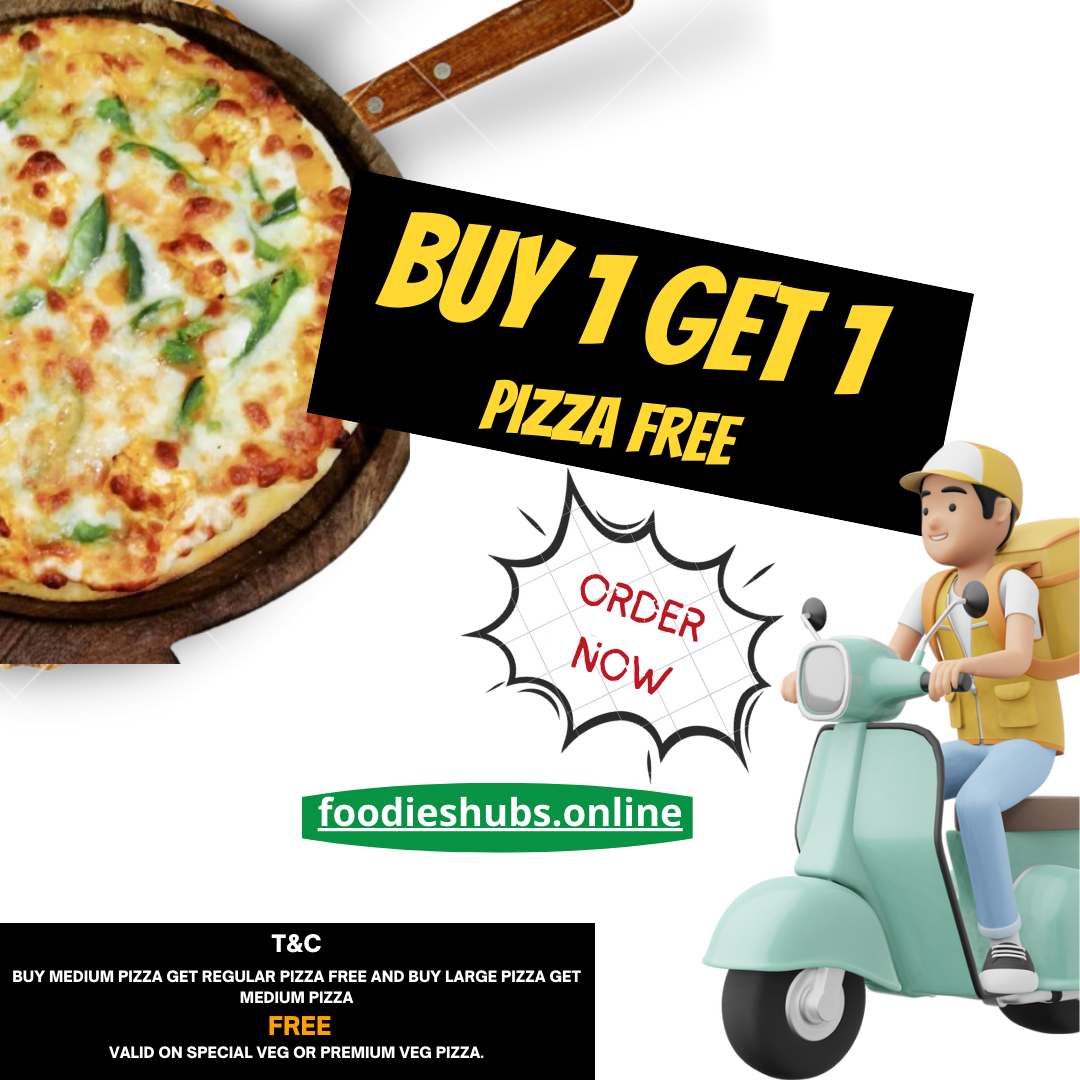 BUY 1 GET 1
PIZZA FREE
ORDER
NOW
foodieshubs.online
T&C
BUY MEDIUM PIZZA GET REGULAR PIZZA FREE AND BUY LARGE PIZZA GET
MEDIUM PIZZA
FREE
VALID ON SPECIAL VEG OR PREMIUM VEG PIZZA.